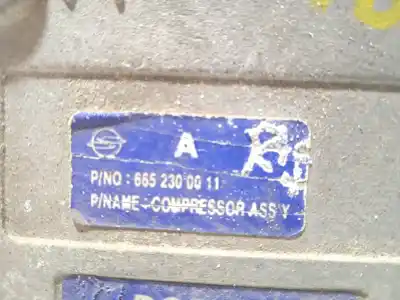 A
P/NO : 665 230 00 11
P/NAME - COMPRESSOR ASS'Y